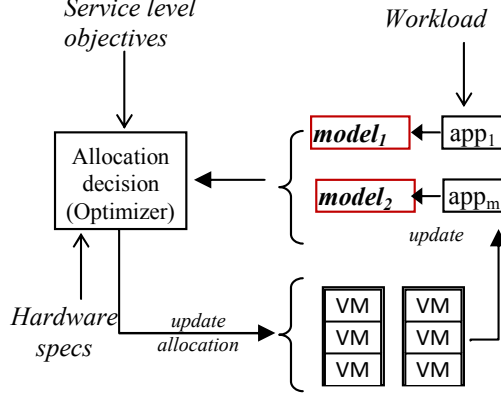 Service level
objectives
Workload
model1
app1
Allocation
decision
(Optimizer)
model2
appm
update
Hardware
specs
update
allocation
VM
VM
VM
VM
VM
VM